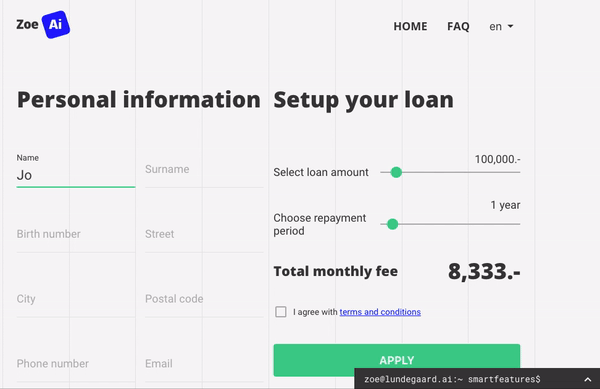 Zoe Ai
HOME FAQ en
Personal information
Name
Jo
Surname
Birth number
Street
City
Postal code
Phone number
Email
Setup your loan
100,000.-
Select loan amount
1 year
Choose repayment
period
Total monthly fee 8,333.-
I agree with terms and conditions
APPLY
zoe@lundegaard.ai:~ smartfeatures$